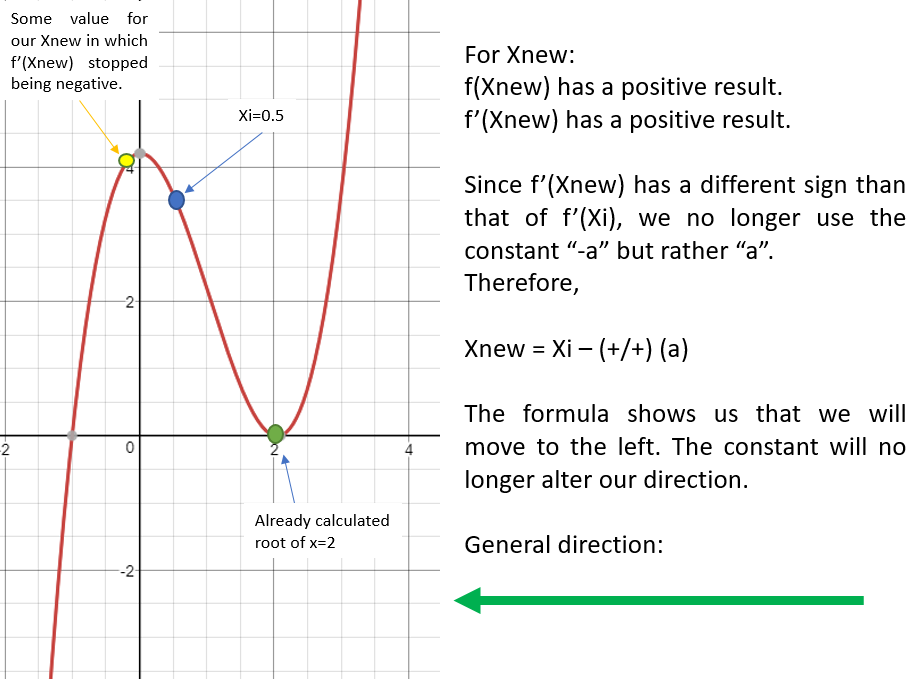 Some value for
our Xnew in which
f’(Xnew) stopped
being negative.
Xi=0.5
4
2
-2
0
2
4
-2
Already calculated
root of x=2
For Xnew:
f(Xnew) has a positive result.
f’(Xnew) has a positive result.
Since f’(Xnew) has a different sign than
that of f’(Xi), we no longer use the
constant “-a” but rather “a”.
Therefore,
Xnew = Xi – (+/+) (a)
The formula shows us that we will
move to the left. The constant will no
longer alter our direction.
General direction: